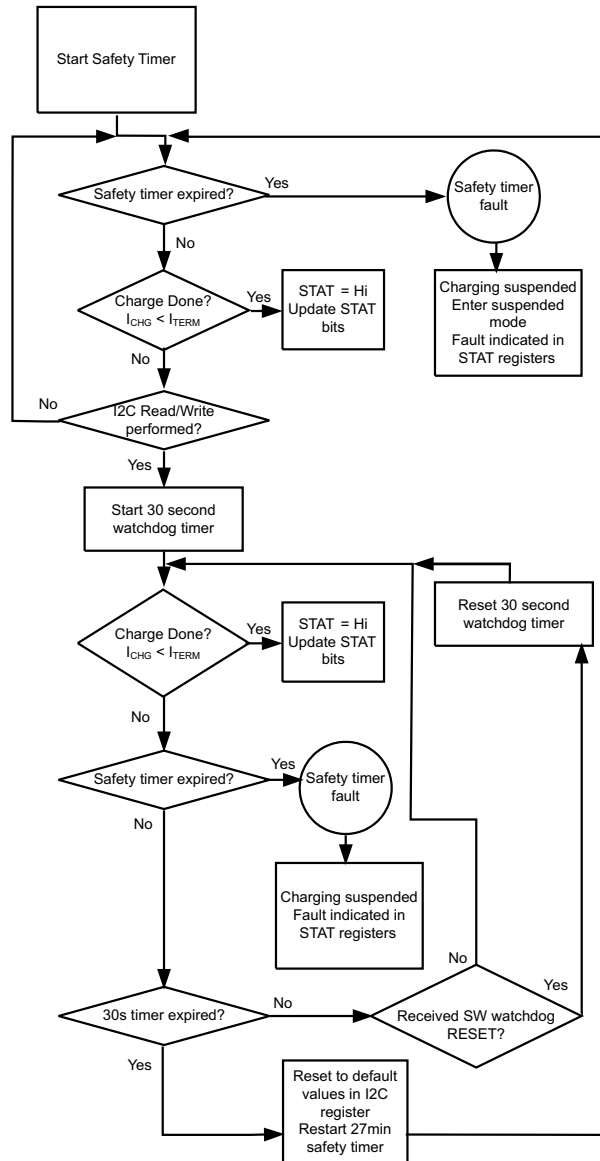 Start Safety Timer
Safety timer expired?
Yes
Safety timer
fault
No
Charging suspended
Enter suspended
mode
Fault indicated in
STAT registers
Charge Done?
I_CHG < I_TERM
Yes
STAT = Hi
Update STAT
bits
No
No
I2C Read/Write
performed?
Yes
Start 30 second
watchdog timer
Reset 30 second
watchdog timer
Charge Done?
I_CHG < I_TERM
Yes
STAT = Hi
Update STAT
bits
No
Safety timer expired?
Yes
Safety timer
fault
No
Charging suspended
Fault indicated in
STAT registers
No
Yes
30s timer expired?
No
Received SW watchdog
RESET?
Yes
Reset to default
values in I2C
register
Restart 27min
safety timer